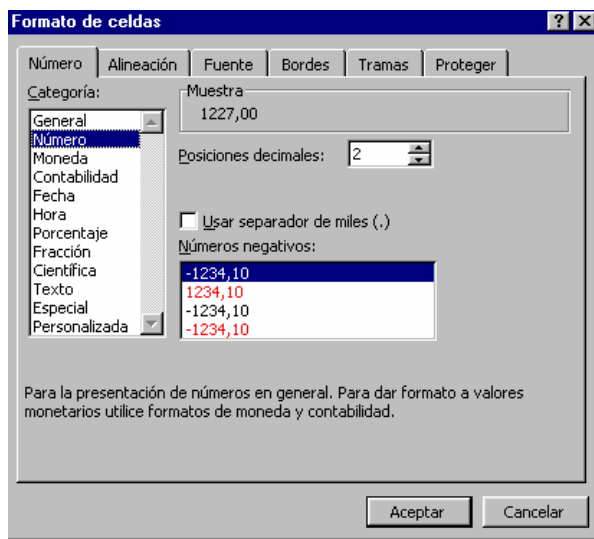 Formato de celdas
Número Alineación Fuente Bordes Tramas Proteger
Categoría:
General
Número
Moneda
Contabilidad
Fecha
Hora
Porcentaje
Fracción
Científica
Texto
Especial
Personalizada
Muestra
1227,00
Posiciones decimales: 2
Usar separador de miles (.)
Números negativos:
-1234,10
1234,10
-1234,10
-1234,10
Para la presentación de números en general. Para dar formato a valores
monetarios utilice formatos de moneda y contabilidad.
Aceptar Cancelar